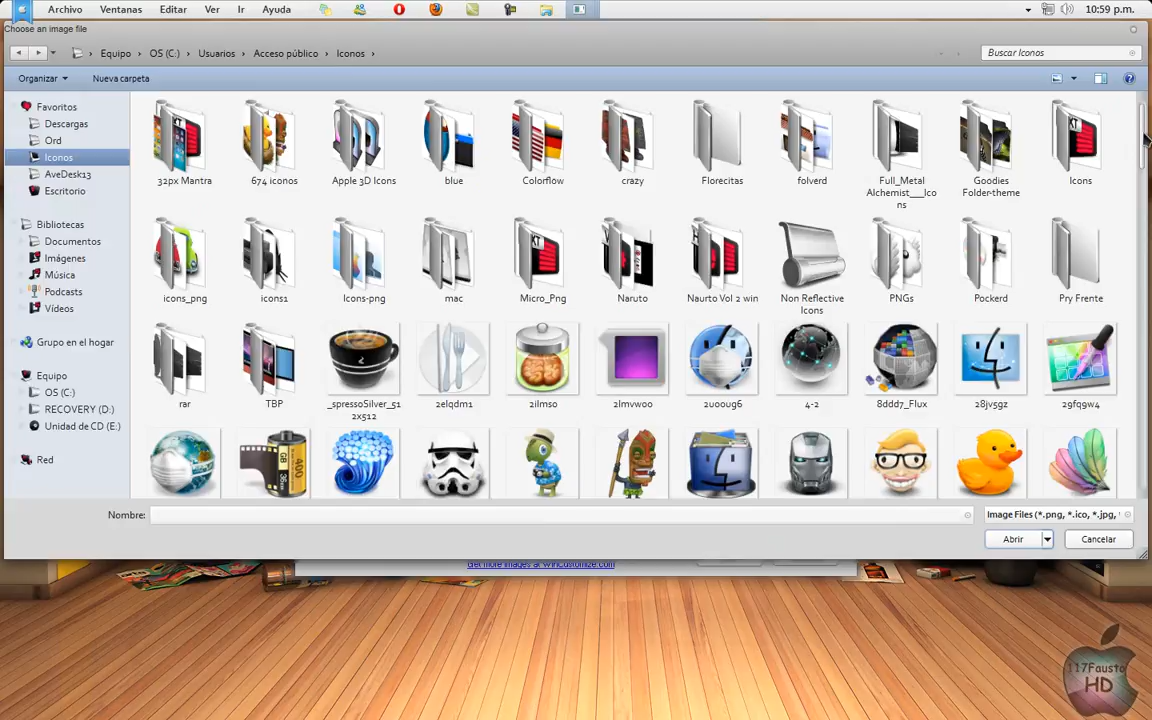 Archivo Ventanas Editar Ver Ir Ayuda 10:59 p.m.
Choose an image file
Equipo OS (C:) Usuarios Acceso público Iconos
Buscar Iconos
Organizar Nueva carpeta
Favoritos
Descargas
Ord
Iconos
AveDesk13
Escritorio
Bibliotecas
Documentos
Imágenes
Música
Podcasts
Vídeos
Grupo en el hogar
Equipo
OS (C:)
RECOVERY (D:)
Unidad de CD (E:)
Red
32px Mantra 674 iconos Apple 3D Icons blue Colorflow crazy Florecitas folverd Full_Metal Goodies Icons
Alchemist___Ico Folder-theme
ns
icons_png icons1 Icons-png mac Micro_Png Naruto Naurto Vol 2 win Non Reflective PNGs Pockerd Pry Frente
Icons
rar TBP _spressoSilver_51 2elqdm1 2ilmso 2lmvwoo 2uooug6 4-2 8ddd7_Flux 28jv5gz 29fq9w4
2x512
Nombre: Image Files (*.png, *.ico, *.jpg,
Abrir Cancelar
Get more images at WinCustomize.com
117Fausto
HD